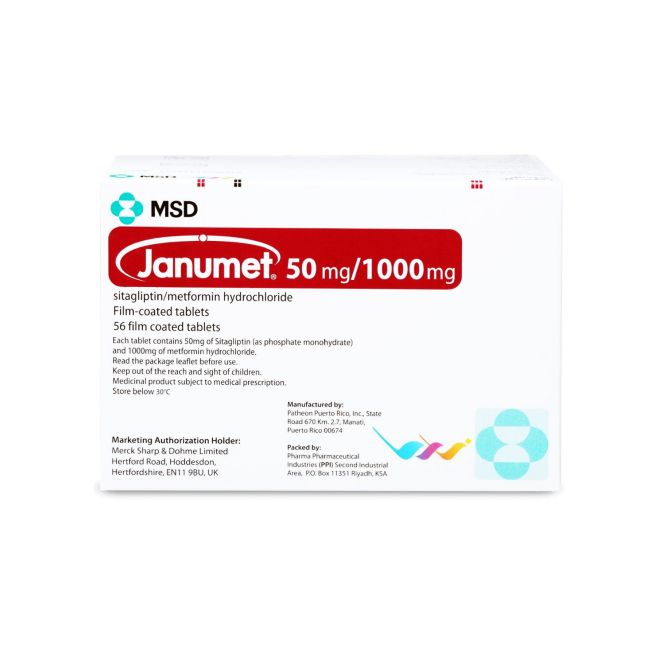 MSD
Janumet® 50 mg/1000 mg
sitagliptin/metformin hydrochloride
Film-coated tablets
56 film coated tablets
Each tablet contains 50mg of Sitagliptin (as phosphate monohydrate)
and 1000mg of metformin hydrochloride.
Read the package leaflet before use.
Keep out of the reach and sight of children.
Medicinal product subject to medical prescription.
Store below 30°C
Manufactured by:
Patheon Puerto Rico, Inc., State
Road 670 Km. 2.7, Manati,
Puerto Rico 00674
Marketing Authorization Holder:
Merck Sharp & Dohme Limited
Hertford Road, Hoddesdon,
Hertfordshire, EN11 9BU, UK
Packed by:
Pharma Pharmaceutical
Industries (PPI) Second Industrial
Area, P.O. Box 11351 Riyadh, KSA